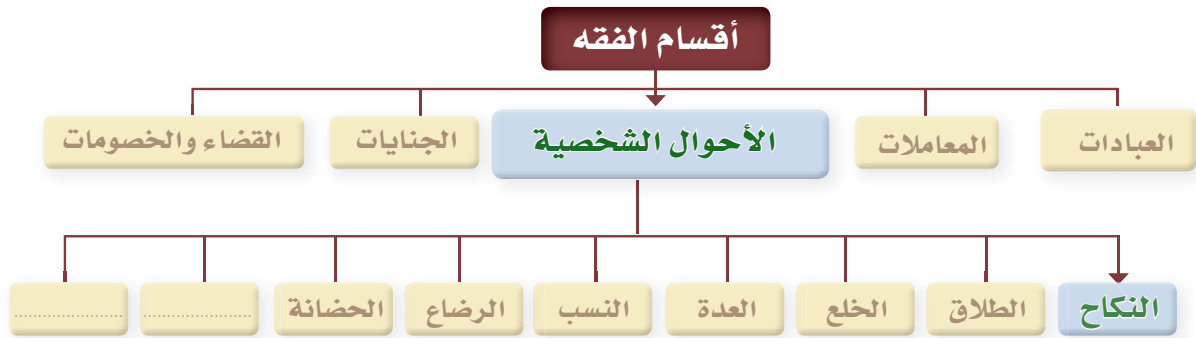 أقسام الفقه
العبادات
المعاملات
الأحوال الشخصية
الجنايات
القضاء والخصومات
النكاح
الطلاق
الخلع
العدة
النسب
الرضاع
الحضانة
......................
......................